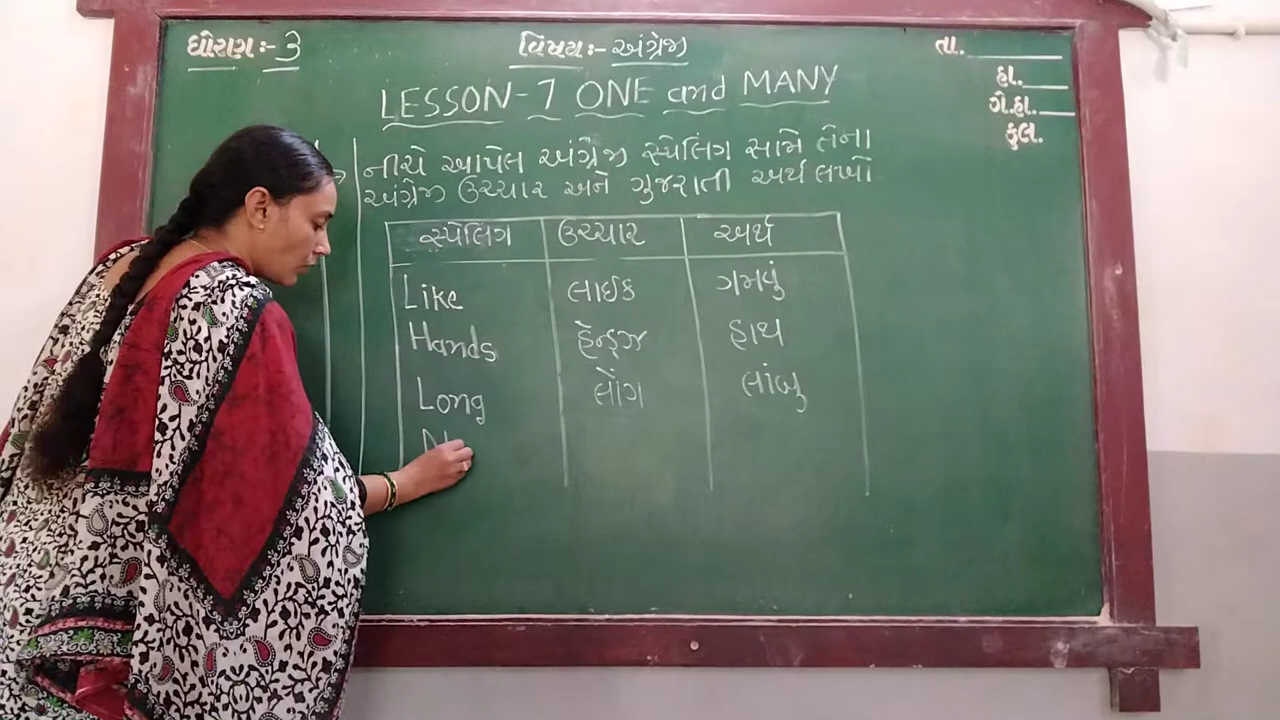 ધોરણ:- 3
વિષય:- અંગ્રેજી
તા.
હા.
ગે.હા.
કુલ.
LESSON-7 ONE and MANY
નીચે આપેલ અંગ્રેજી સ્પેલિંગ સામે તેના
અંગ્રેજી ઉચ્ચાર અને ગુજરાતી અર્થ લખો
સ્પેલિંગ ઉચ્ચાર અર્થ
Like લાઈક ગમવું
Hands હેન્ડ્ઝ હાથ
Long લોંગ લાંબુ